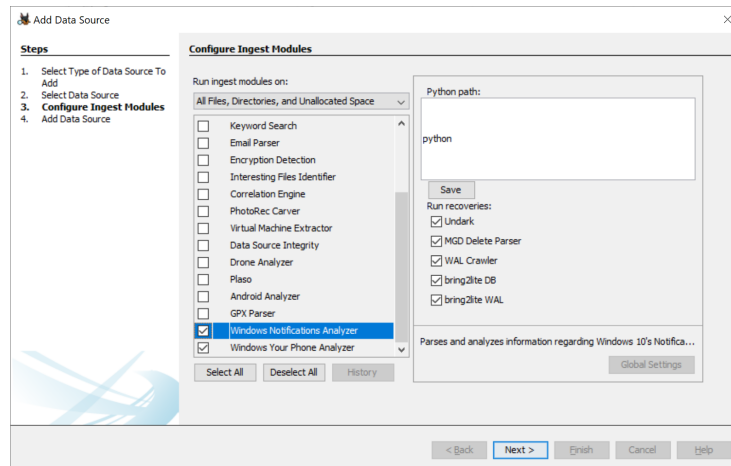 Add Data Source
Steps
1. Select Type of Data Source To
Add
2. Select Data Source
3. Configure Ingest Modules
4. Add Data Source
Configure Ingest Modules
Run ingest modules on:
All Files, Directories, and Unallocated Space
Keyword Search
Email Parser
Encryption Detection
Interesting Files Identifier
Correlation Engine
PhotoRec Carver
Virtual Machine Extractor
Data Source Integrity
Drone Analyzer
Plaso
Android Analyzer
GPX Parser
Windows Notifications Analyzer
Windows Your Phone Analyzer
Select All
Deselect All
History
Python path:
python
Save
Run recoveries:
Undark
MGD Delete Parser
WAL Crawler
bring2lite DB
bring2lite WAL
Parses and analyzes information regarding Windows 10's Notifica...
Global Settings
< Back
Next >
Finish
Cancel
Help